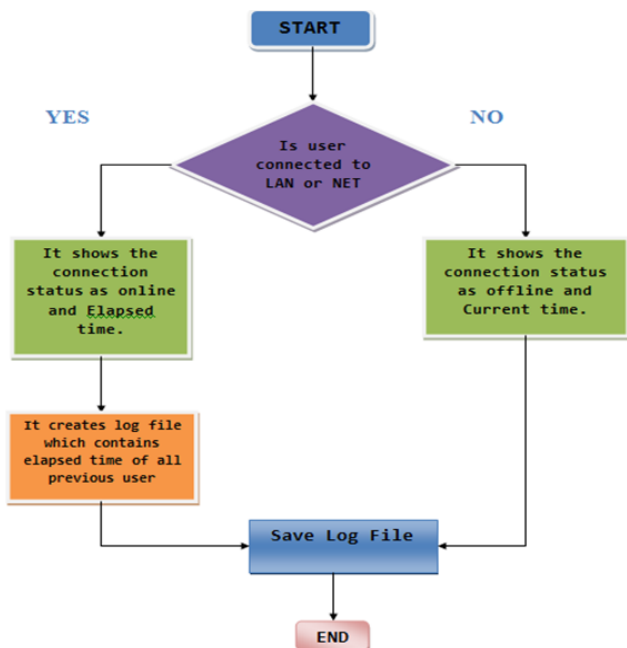 START
YES
NO
Is user
connected to
LAN or NET
It shows the
connection
status as online
and Elapsed
time.
It shows the
connection status
as offline and
Current time.
It creates log file
which contains
elapsed time of all
previous user
Save Log File
END